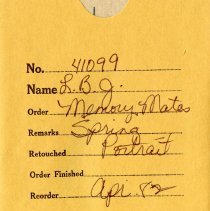 No. 41099
Name L.B.J.
Order Memory Mates
Remarks Spring
Retouched Portrait
Order Finished
Reorder Apr. 82